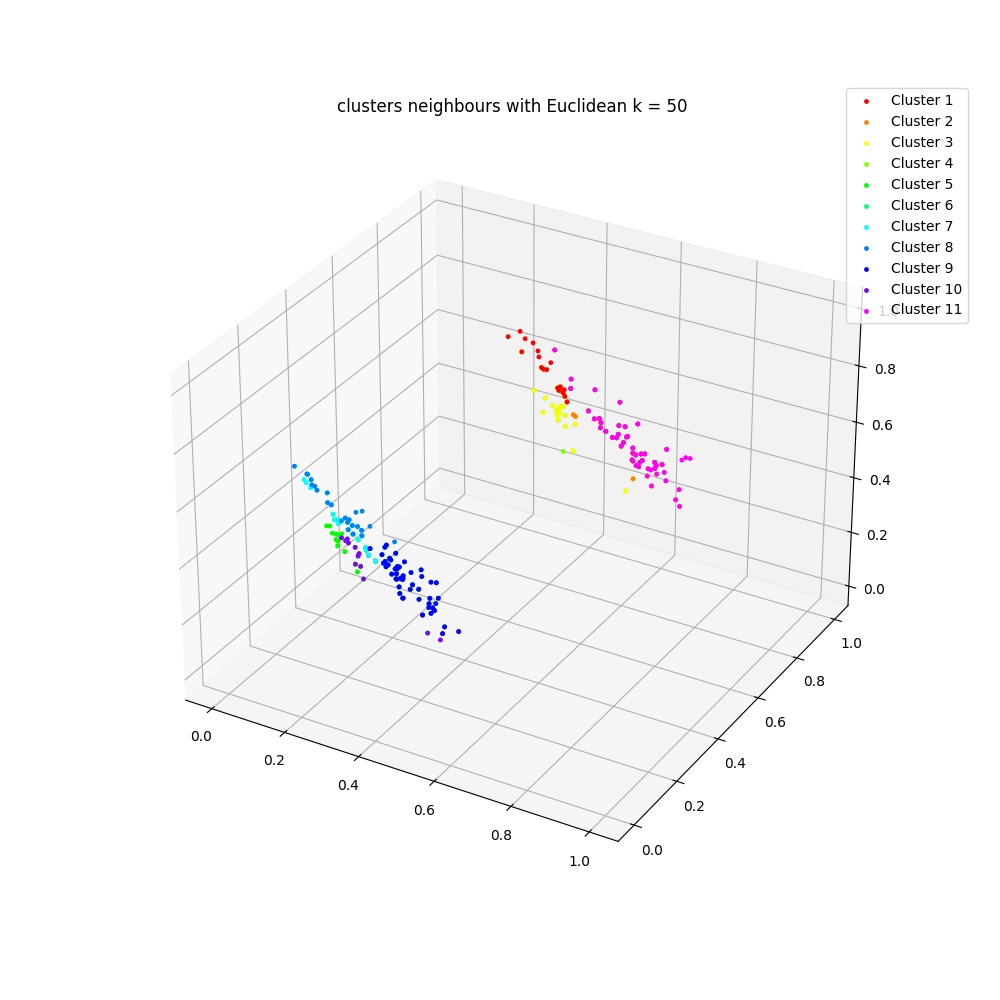 clusters neighbours with Euclidean k = 50
Cluster 1
Cluster 2
Cluster 3
Cluster 4
Cluster 5
Cluster 6
Cluster 7
Cluster 8
Cluster 9
Cluster 10
Cluster 11
0.8
0.6
0.4
0.2
0.0
1.0
0.8
0.6
0.4
0.2
0.0
0.0
0.2
0.4
0.6
0.8
1.0